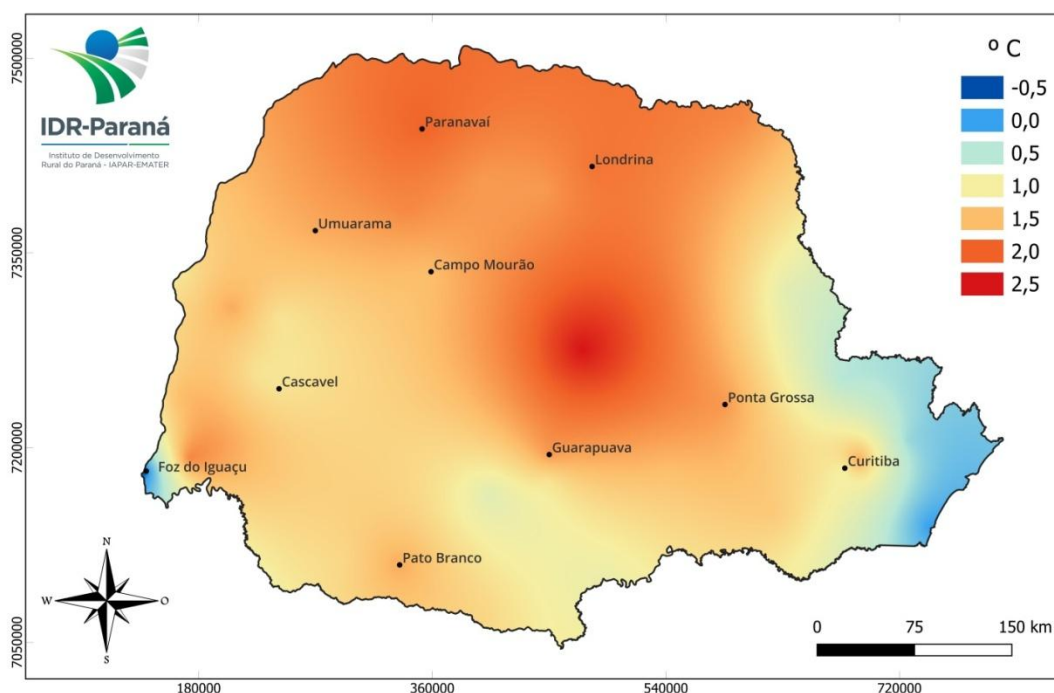 IDR-Paraná
Instituto de Desenvolvimento
Rural do Paraná - IAPAR-EMATER
º C
-0,5
0,0
0,5
1,0
1,5
2,0
2,5
Paranavaí
Londrina
Umuarama
Campo Mourão
Cascavel
Ponta Grossa
Guarapuava
Foz do Iguaçu
Curitiba
Pato Branco
7500000
7350000
7200000
7050000
N
W
O
S
0 75 150 km
180000 360000 540000 720000